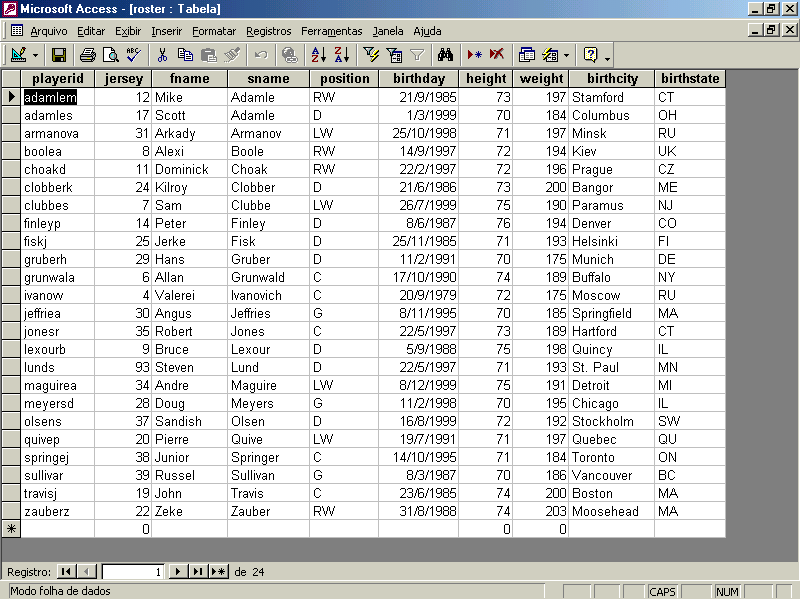 Microsoft Access - [roster : Tabela]
Arquivo Editar Exibir Inserir Formatar Registros Ferramentas Janela Ajuda
playerid jersey fname sname position birthday height weight birthcity birthstate
adamlem 12 Mike Adamle RW 21/9/1985 73 197 Stamford CT
adamles 17 Scott Adamle D 1/3/1999 70 184 Columbus OH
armanova 31 Arkady Armanov LW 25/10/1998 71 197 Minsk RU
boolea 8 Alexi Boole RW 14/9/1997 72 194 Kiev UK
choakd 11 Dominick Choak RW 22/2/1997 72 196 Prague CZ
clobberk 24 Kilroy Clobber D 21/6/1986 73 200 Bangor ME
clubbes 7 Sam Clubbe LW 26/7/1999 75 190 Paramus NJ
finleyp 14 Peter Finley D 8/6/1987 76 194 Denver CO
fiskj 25 Jerke Fisk D 25/11/1985 71 193 Helsinki FI
gruberh 29 Hans Gruber D 11/2/1991 70 175 Munich DE
grunwala 6 Allan Grunwald C 17/10/1990 74 189 Buffalo NY
ivanow 4 Valerei Ivanovich C 20/9/1979 72 175 Moscow RU
jeffriea 30 Angus Jeffries G 8/11/1995 70 185 Springfield MA
jonesr 35 Robert Jones C 22/5/1997 73 189 Hartford CT
lexourb 9 Bruce Lexour D 5/9/1988 75 198 Quincy IL
lunds 93 Steven Lund D 22/5/1997 71 193 St. Paul MN
maguirea 34 Andre Maguire LW 8/12/1999 75 191 Detroit MI
meyersd 28 Doug Meyers G 11/2/1998 70 195 Chicago IL
olsens 37 Sandish Olsen D 16/8/1999 72 192 Stockholm SW
quivep 20 Pierre Quive LW 19/7/1991 71 197 Quebec QU
springej 38 Junior Springer C 14/10/1995 71 184 Toronto ON
sullivar 39 Russel Sullivan G 8/3/1987 70 186 Vancouver BC
travisj 19 John Travis C 23/6/1985 74 200 Boston MA
zauberz 22 Zeke Zauber RW 31/8/1988 74 203 Moosehead MA
0 0 0
Registro: 1 de 24
Modo folha de dados CAPS NUM